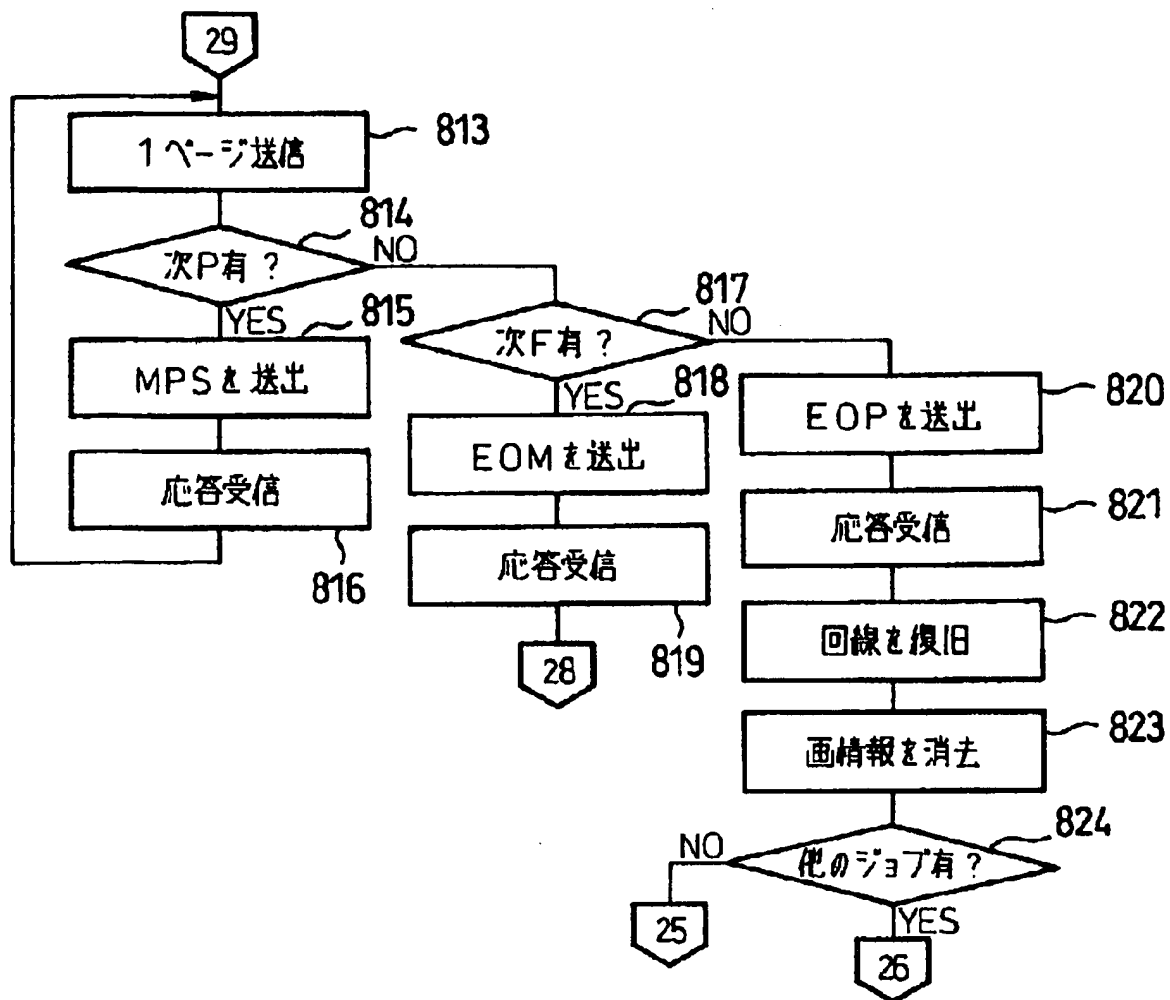 29
1ページ送信
813
次P有?
814
NO
YES
815
MPSを送出
応答受信
816
次F有?
817
NO
YES
818
EOMを送出
応答受信
819
28
EOPを送出
820
応答受信
821
回線を復旧
822
画情報を消去
823
他のジョブ有?
824
NO
25
YES
26